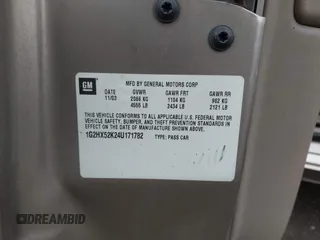 GM
MFD BY GENERAL MOTORS CORP
DATE GVWR GAWR FRT GAWR RR
11/03 2066 KG 1104 KG 962 KG
4555 LB 2434 LB 2121 LB
THIS VEHICLE CONFORMS TO ALL APPLICABLE U.S. FEDERAL MOTOR
VEHICLE SAFETY, BUMPER, AND THEFT PREVENTION STANDARDS IN
EFFECT ON THE DATE OF MANUFACTURE SHOWN ABOVE.
1G2HX52K24U171782 TYPE: PASS CAR
DREAMBID